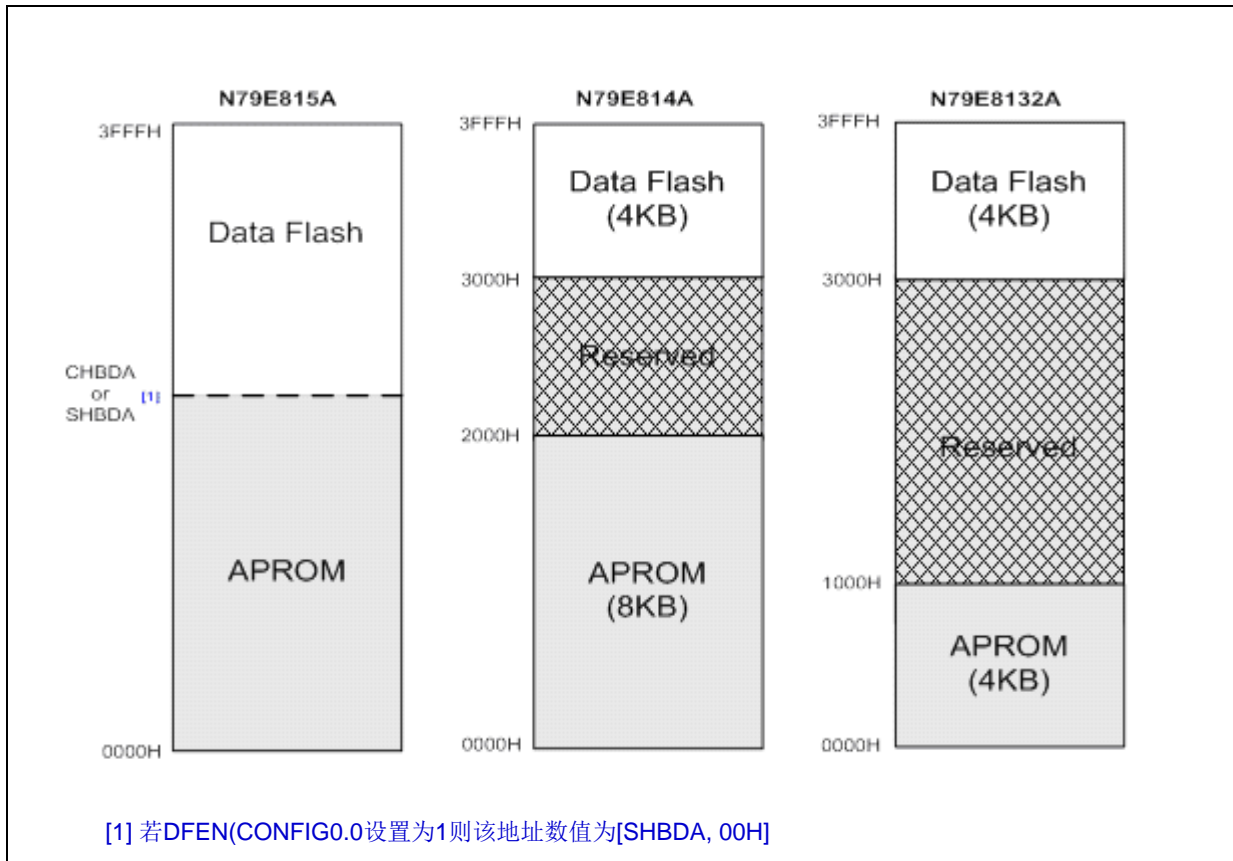 N79E815A
3FFFH
Data Flash
CHBDA
or
SHBDA
[1]
APROM
0000H
N79E814A
3FFFH
Data Flash
(4KB)
3000H
Reserved
2000H
APROM
(8KB)
0000H
N79E8132A
3FFFH
Data Flash
(4KB)
3000H
Reserved
1000H
APROM
(4KB)
0000H
[1] 若DFEN(CONFIG0.0设置为1则该地址数值为[SHBDA, 00H]